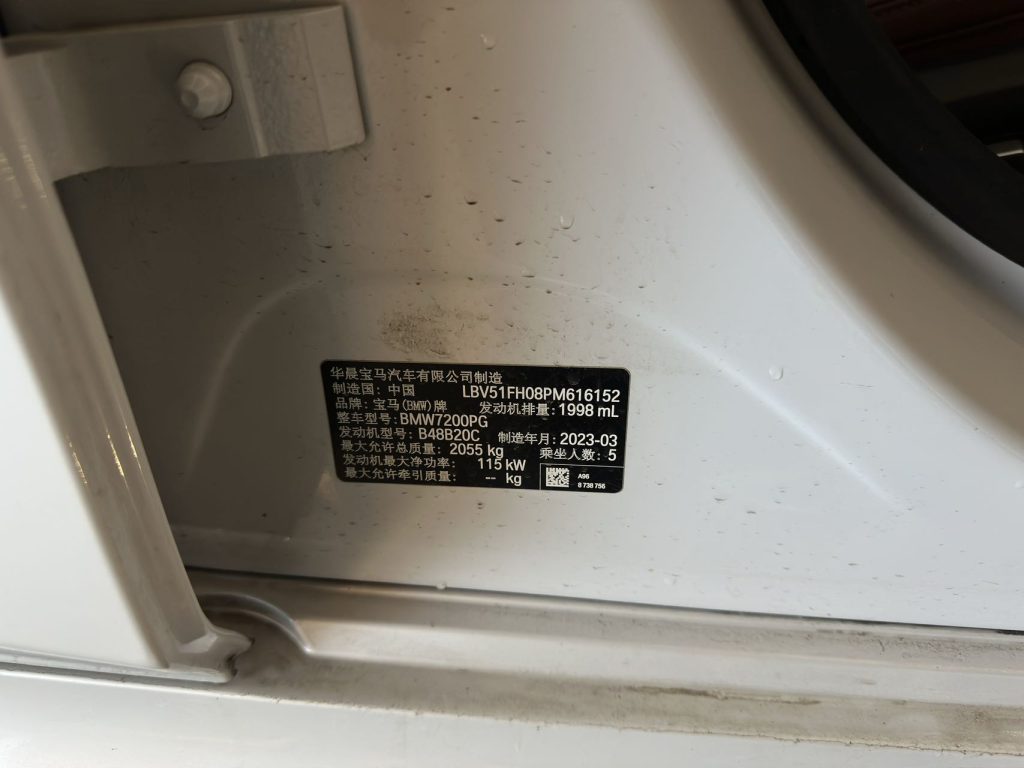 华晨宝马汽车有限公司制造
制造国: 中国 LBV51FH08PM616152
品牌: 宝马(BMW)牌 发动机排量: 1998 mL
整车型号: BMW7200PG
发动机型号: B48B20C 制造年月: 2023-03
最大允许总质量: 2055 kg 乘坐人数: 5
发动机最大净功率: 115 kW
最大允许牵引质量: -- kg
A96
8 738 756